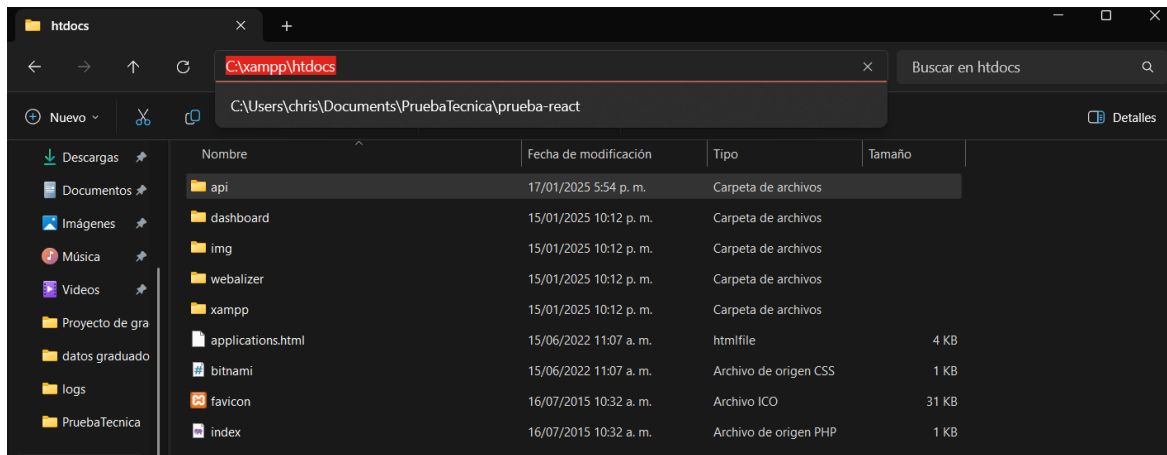 htdocs
C:\xampp\htdocs
Buscar en htdocs
Nuevo
C:\Users\chris\Documents\PruebaTecnica\prueba-react
Detalles
Descargas
Documentos
Imágenes
Música
Videos
Proyecto de gra
datos graduado
logs
PruebaTecnica
Nombre Fecha de modificación Tipo Tamaño
api 17/01/2025 5:54 p. m. Carpeta de archivos
dashboard 15/01/2025 10:12 p. m. Carpeta de archivos
img 15/01/2025 10:12 p. m. Carpeta de archivos
webalizer 15/01/2025 10:12 p. m. Carpeta de archivos
xampp 15/01/2025 10:12 p. m. Carpeta de archivos
applications.html 15/06/2022 11:07 a. m. htmlfile 4 KB
bitnami 15/06/2022 11:07 a. m. Archivo de origen CSS 1 KB
favicon 16/07/2015 10:32 a. m. Archivo ICO 31 KB
index 16/07/2015 10:32 a. m. Archivo de origen PHP 1 KB